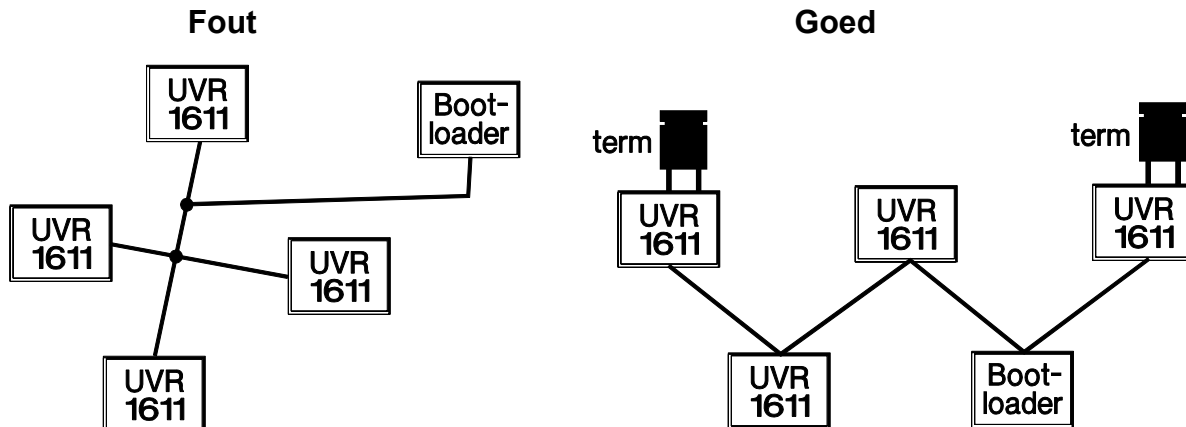 Fout
UVR
1611
Boot-
loader
UVR
1611
UVR
1611
UVR
1611
Goed
term
term
UVR
1611
UVR
1611
UVR
1611
UVR
1611
Boot-
loader